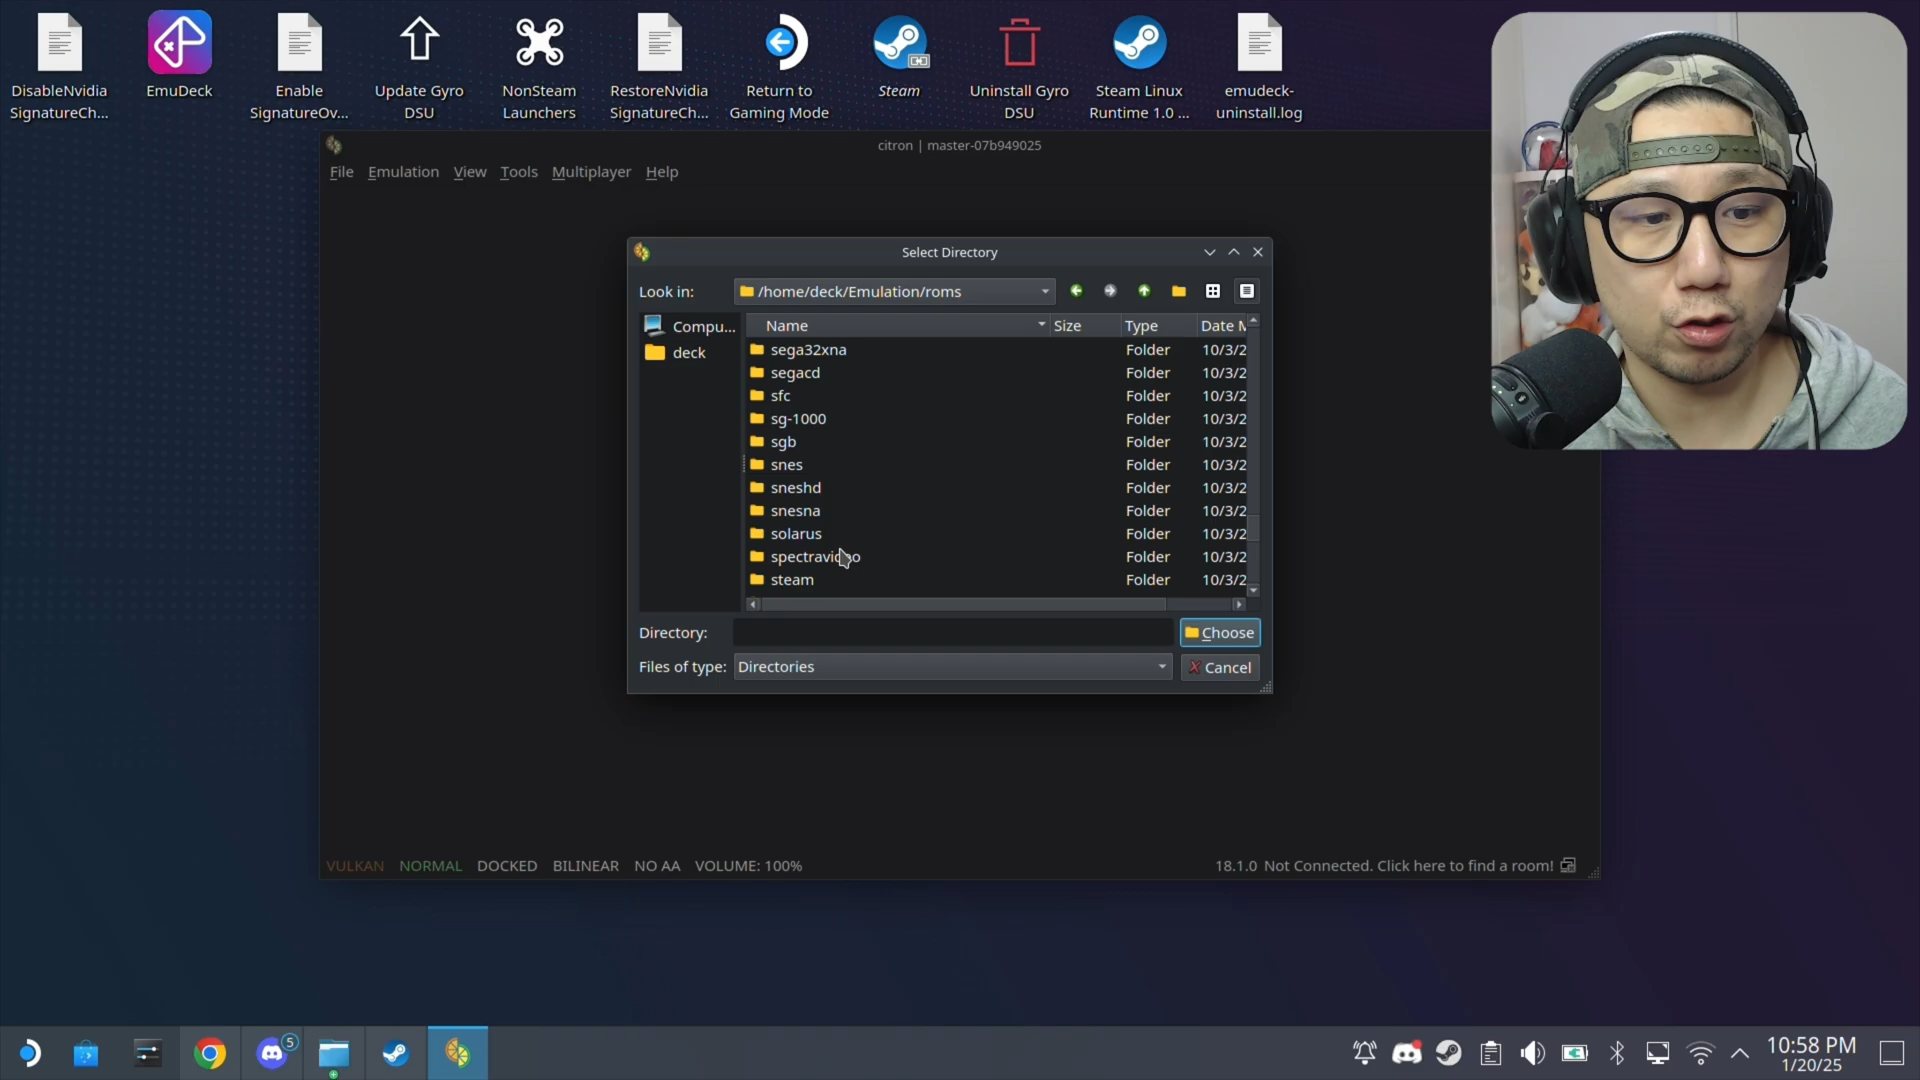 DisableNvidia
SignatureCh...
EmuDeck
Enable
SignatureOv...
Update Gyro
DSU
NonSteam
Launchers
RestoreNvidia
SignatureCh...
Return to
Gaming Mode
Steam
Uninstall Gyro
DSU
Steam Linux
Runtime 1.0 ...
emudeck-
uninstall.log
citron | master-07b949025
File Emulation View Tools Multiplayer Help
Select Directory
Look in: /home/deck/Emulation/roms
Compu...
deck
Name Size Type Date M
sega32xna Folder 10/3/2
segacd Folder 10/3/2
sfc Folder 10/3/2
sg-1000 Folder 10/3/2
sgb Folder 10/3/2
snes Folder 10/3/2
sneshd Folder 10/3/2
snesna Folder 10/3/2
solarus Folder 10/3/2
Folder 10/3/2
steam Folder 10/3/2
Directory: Choose
Files of type: Directories Cancel
VULKAN NORMAL DOCKED BILINEAR NO AA VOLUME: 100% 18.1.0 Not Connected. Click here to find a room!
5
10:58 PM
1/20/25